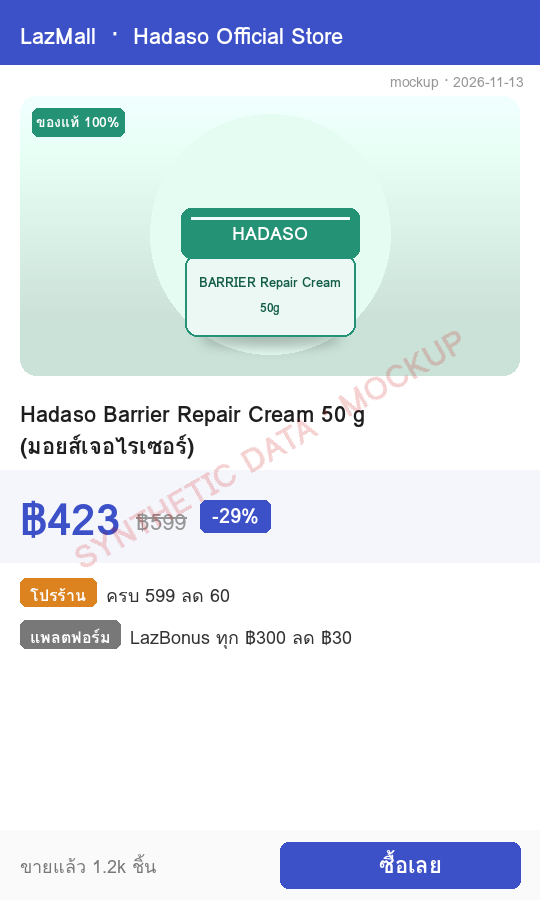 LazMall · Hadaso Official Store
mockup · 2026-11-13
ของแท้ 100%
HADASO
BARRIER Repair Cream
50g
Hadaso Barrier Repair Cream 50 g
(มอยส์เจอไรเซอร์)
SYNTHETIC DATA · MOCKUP
฿423 ฿599 -29%
โปรร้าน ครบ 599 ลด 60
แพลตฟอร์ม LazBonus ทุก ฿300 ลด ฿30
ขายแล้ว 1.2k ชิ้น ซื้อเลย